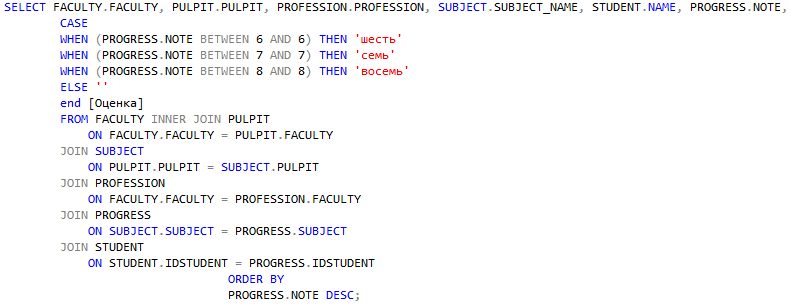 SELECT FACULTY.FACULTY, PULPIT.PULPIT, PROFESSION.PROFESSION, SUBJECT.SUBJECT_NAME, STUDENT.NAME, PROGRESS.NOTE,
CASE
WHEN (PROGRESS.NOTE BETWEEN 6 AND 6) THEN 'шесть'
WHEN (PROGRESS.NOTE BETWEEN 7 AND 7) THEN 'семь'
WHEN (PROGRESS.NOTE BETWEEN 8 AND 8) THEN 'восемь'
ELSE ''
end [Оценка]
FROM FACULTY INNER JOIN PULPIT
ON FACULTY.FACULTY = PULPIT.FACULTY
JOIN SUBJECT
ON PULPIT.PULPIT = SUBJECT.PULPIT
JOIN PROFESSION
ON FACULTY.FACULTY = PROFESSION.FACULTY
JOIN PROGRESS
ON SUBJECT.SUBJECT = PROGRESS.SUBJECT
JOIN STUDENT
ON STUDENT.IDSTUDENT = PROGRESS.IDSTUDENT
ORDER BY
PROGRESS.NOTE DESC;